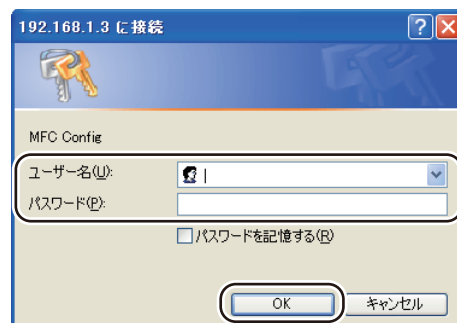 192.168.1.3 に接続
MFC Config
ユーザー名(U):
パスワード(P):
パスワードを記憶する(R)
OK キャンセル